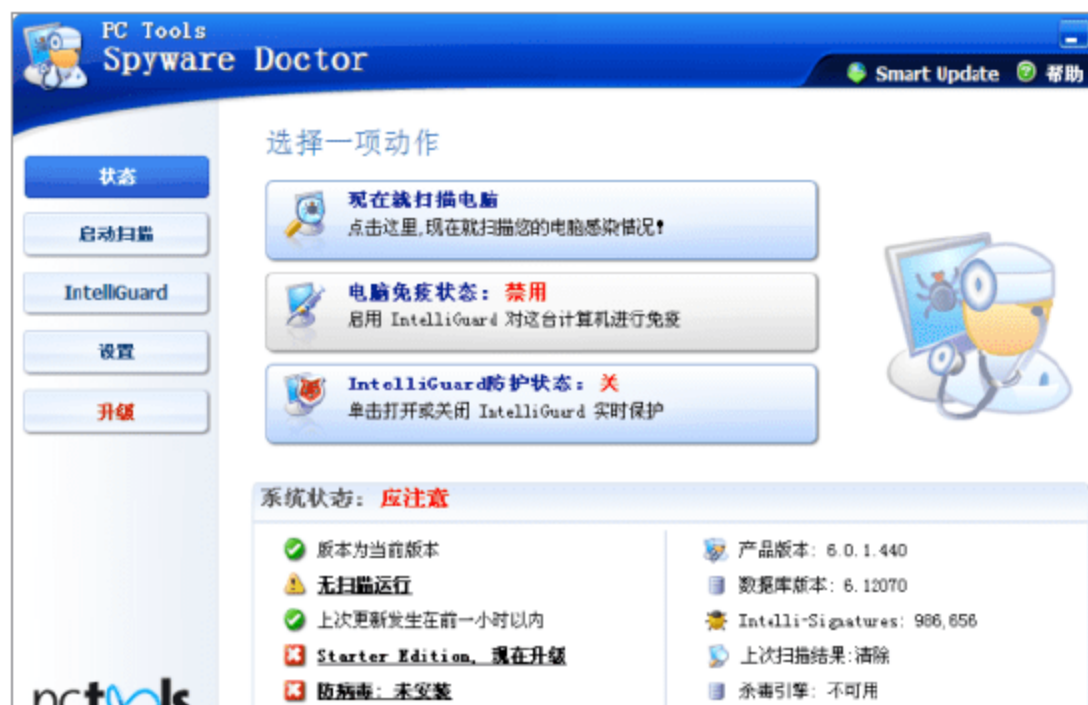 PC Tools
Spyware Doctor
Smart Update 帮助
选择一项动作
状态
启动扫描
IntelliGuard
设置
升级
现在就扫描电脑
点击这里,现在就扫描您的电脑感染情况!
电脑免疫状态: 禁用
启用 IntelliGuard 对这台计算机进行免疫
IntelliGuard防护状态: 关
单击打开或关闭 IntelliGuard 实时保护
系统状态: 应注意
版本为当前版本
无扫描运行
上次更新发生在前一小时以内
Starter Edition, 现在升级
防病毒: 未安装
产品版本: 6.0.1.440
数据库版本: 6.12070
Intelli-Signatures: 986,656
上次扫描结果:清除
杀毒引擎: 不可用
pctools